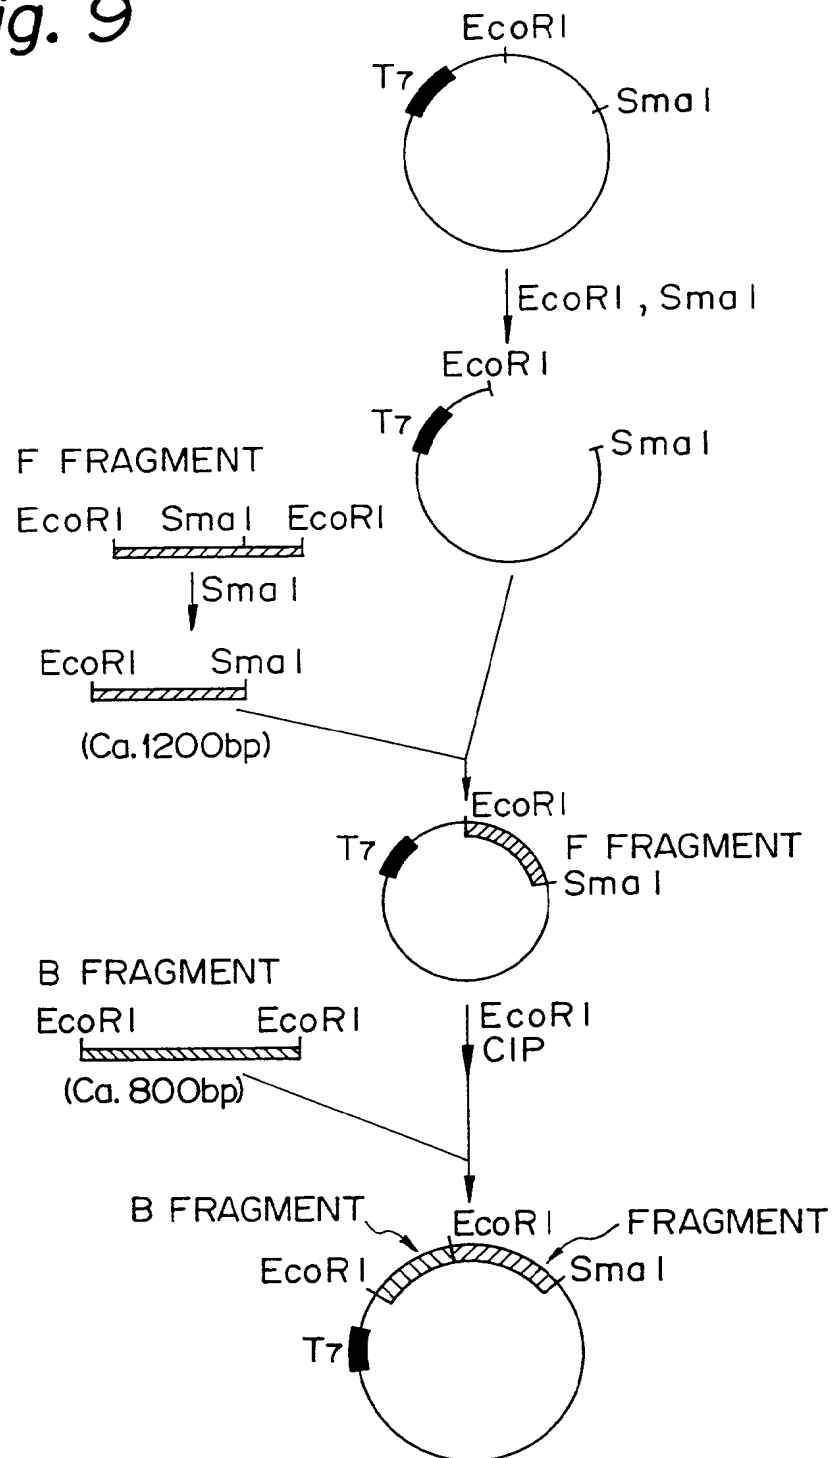 ig. 9
EcoRI
T7
SmaI
EcoRI, SmaI
EcoRI
T7
SmaI
F FRAGMENT
EcoRI SmaI EcoRI
SmaI
EcoRI SmaI
(Ca.1200bp)
EcoRI
T7
F FRAGMENT
SmaI
B FRAGMENT
EcoRI EcoRI
EcoRI
CIP
(Ca.800bp)
B FRAGMENT
EcoRI
FRAGMENT
EcoRI
SmaI
T7